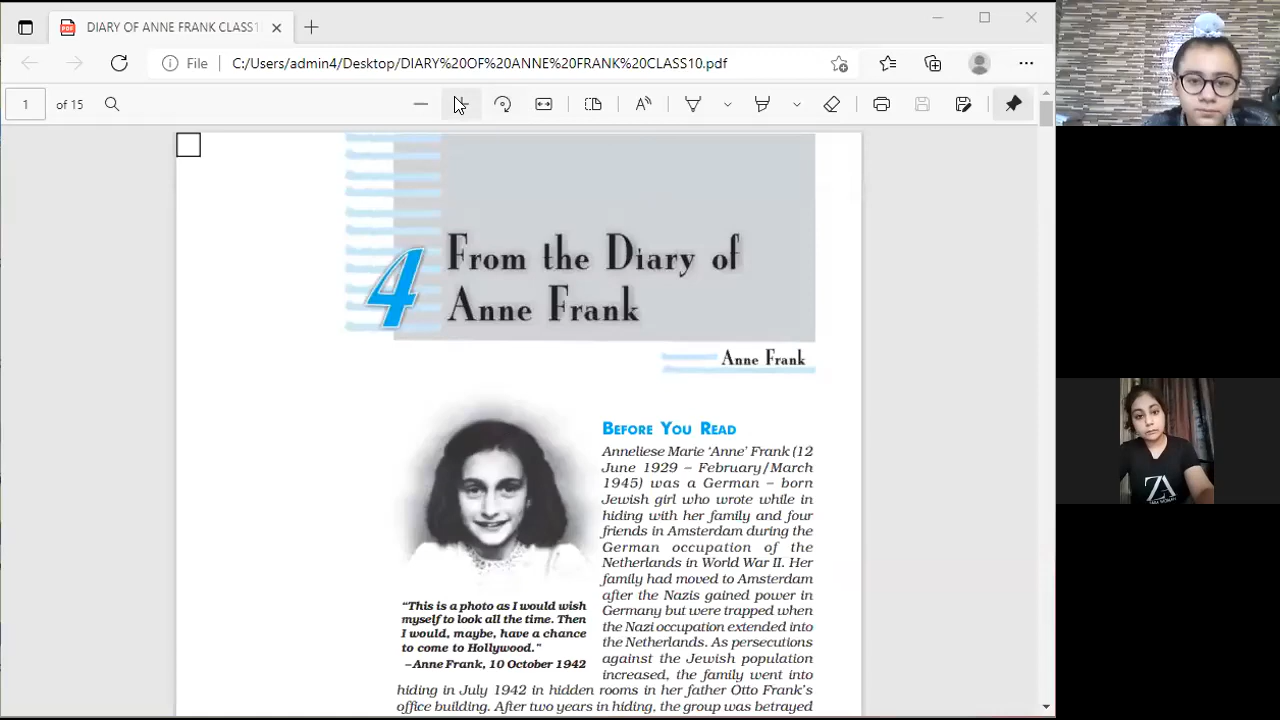 DIARY OF ANNE FRANK CLASS1
File C:/Users/admin4/Desktop/DIARY%20OF%20ANNE%20FRANK%20CLASS10.pdf
1 of 15
4
From the Diary of
Anne Frank
Anne Frank
BEFORE YOU READ
Anneliese Marie ‘Anne’ Frank (12
June 1929 – February/March
1945) was a German – born
Jewish girl who wrote while in
hiding with her family and four
friends in Amsterdam during the
German occupation of the
Netherlands in World War II. Her
family had moved to Amsterdam
after the Nazis gained power in
Germany but were trapped when
the Nazi occupation extended into
the Netherlands. As persecutions
against the Jewish population
increased, the family went into
hiding in July 1942 in hidden rooms in her father Otto Frank’s
office building. After two years in hiding, the group was betrayed
“This is a photo as I would wish
myself to look all the time. Then
I would, maybe, have a chance
to come to Hollywood.”
–Anne Frank, 10 October 1942
ZA